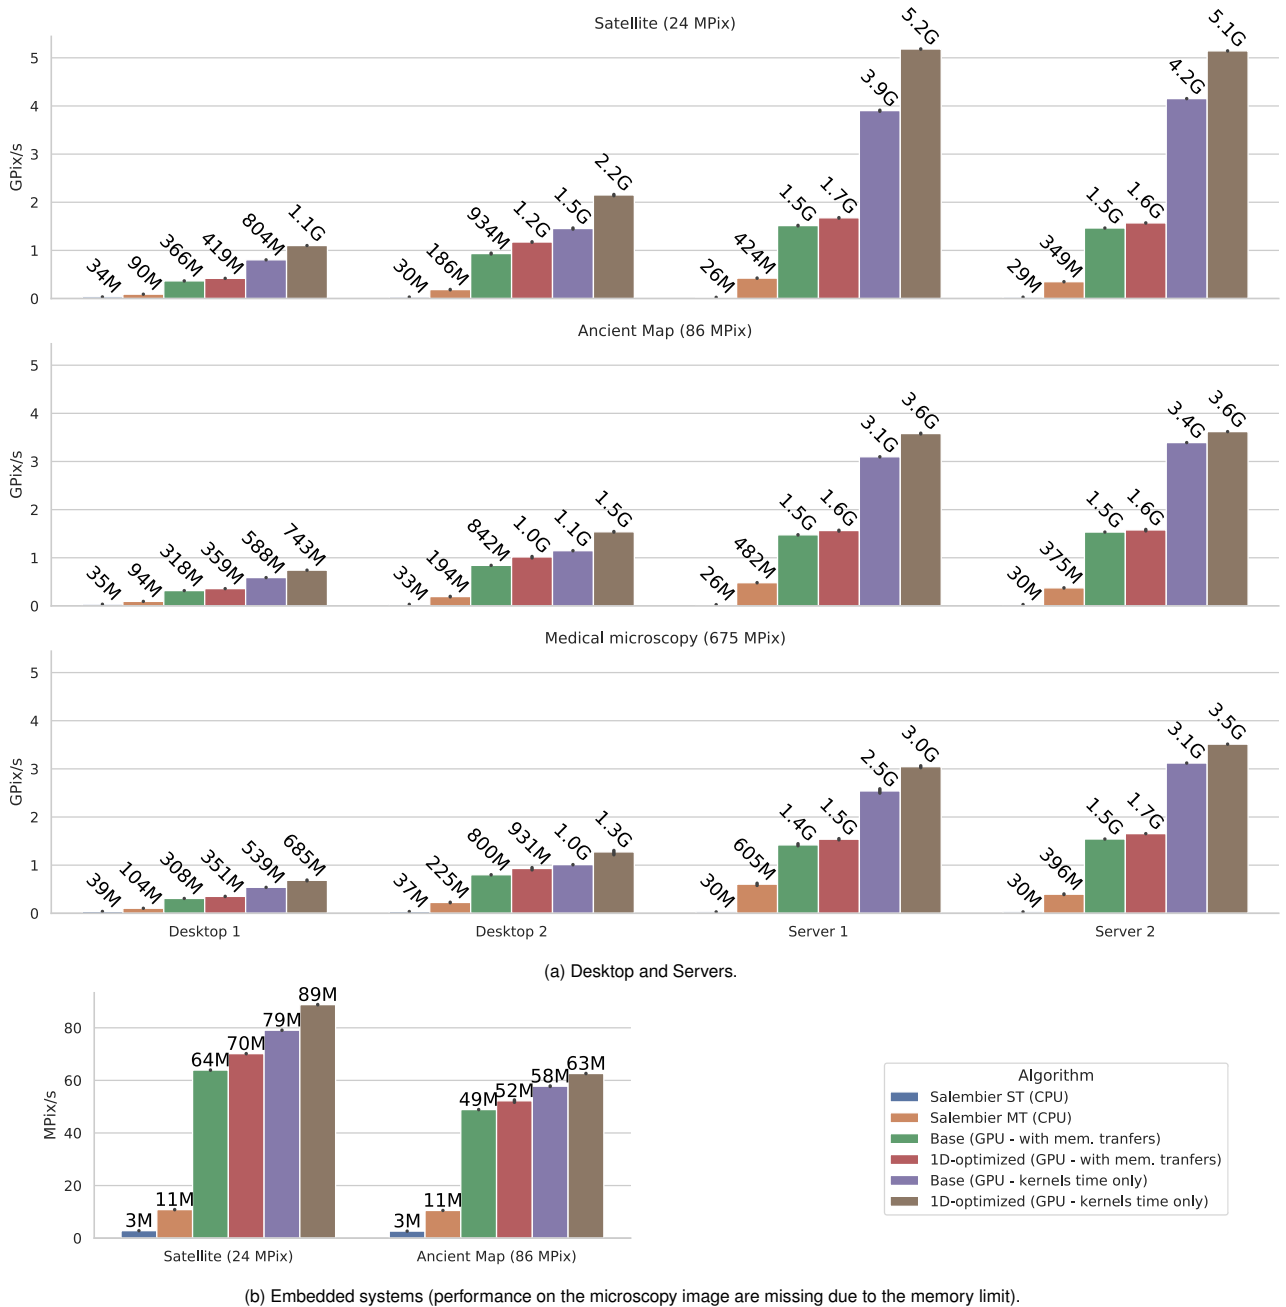 Satellite (24 MPix)
GPix/s
5
4
3
2
1
0
34M 90M 366M 419M 804M 1.1G
30M 186M 934M 1.2G 1.5G 2.2G
26M 424M 1.5G 1.7G 3.9G 5.2G
29M 349M 1.5G 1.6G 4.2G 5.1G
Ancient Map (86 MPix)
GPix/s
5
4
3
2
1
0
35M 94M 318M 359M 588M 743M
33M 194M 842M 1.0G 1.1G 1.5G
26M 482M 1.5G 1.6G 3.1G 3.6G
30M 375M 1.5G 1.6G 3.4G 3.6G
Medical microscopy (675 MPix)
GPix/s
5
4
3
2
1
0
39M 104M 308M 351M 539M 685M
37M 225M 800M 931M 1.0G 1.3G
30M 605M 1.4G 1.5G 2.5G 3.0G
30M 396M 1.5G 1.7G 3.1G 3.5G
Desktop 1 Desktop 2 Server 1 Server 2
(a) Desktop and Servers.
MPix/s
80
60
40
20
0
3M 11M 64M 70M 79M 89M
3M 11M 49M 52M 58M 63M
Satellite (24 MPix) Ancient Map (86 MPix)
Algorithm
Salembier ST (CPU)
Salembier MT (CPU)
Base (GPU - with mem. tranfers)
1D-optimized (GPU - with mem. tranfers)
Base (GPU - kernels time only)
1D-optimized (GPU - kernels time only)
(b) Embedded systems (performance on the microscopy image are missing due to the memory limit).